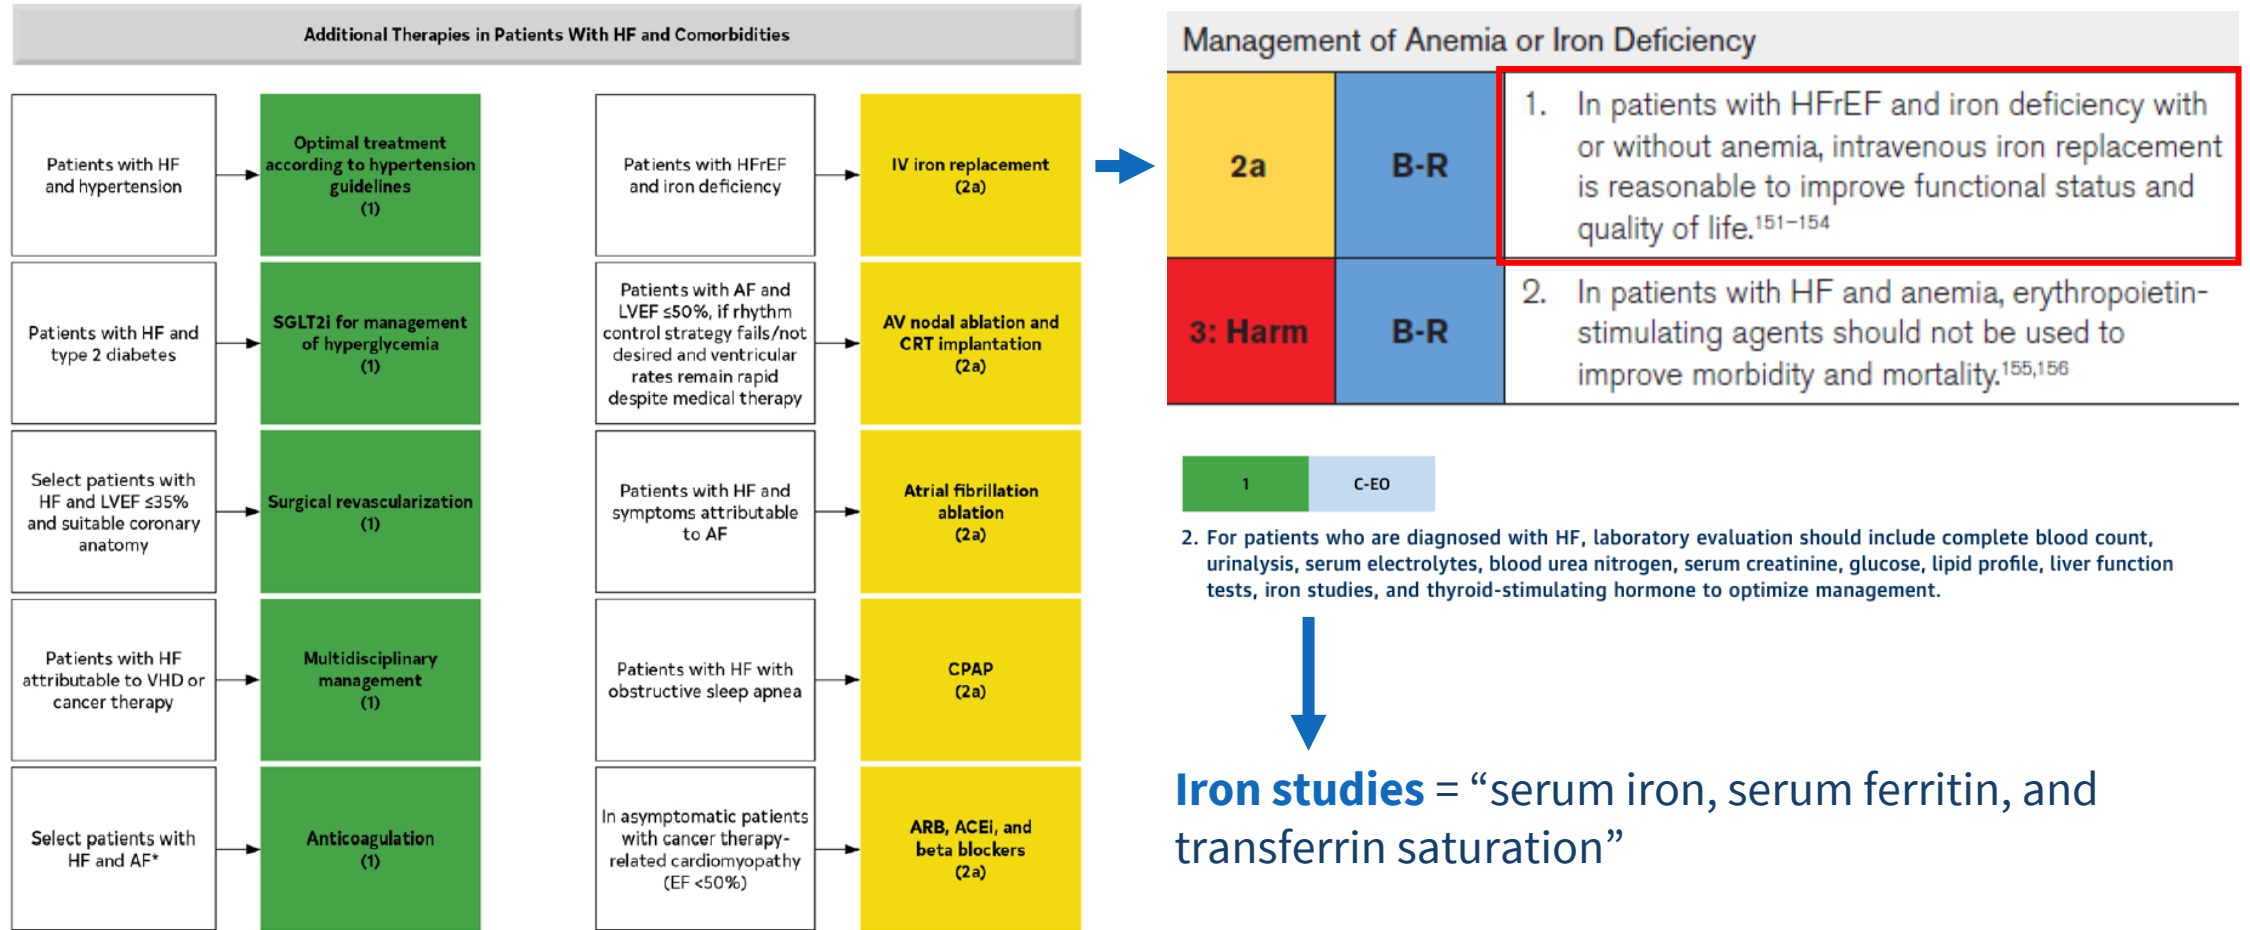 Additional Therapies in Patients With HF and Comorbidities
Patients with HF
and hypertension
Optimal treatment
according to hypertension
guidelines
(1)
Patients with HF and
type 2 diabetes
SGLT2i for management
of hyperglycemia
(1)
Select patients with
HF and LVEF ≤35%
and suitable coronary
anatomy
Surgical revascularization
(1)
Patients with HF
attributable to VHD or
cancer therapy
Multidisciplinary
management
(1)
Select patients with
HF and AF*
Anticoagulation
(1)
Patients with HFrEF
and iron deficiency
IV iron replacement
(2a)
Patients with AF and
LVEF ≤50%, if rhythm
control strategy fails/not
desired and ventricular
rates remain rapid
despite medical therapy
AV nodal ablation and
CRT implantation
(2a)
Patients with HF and
symptoms attributable
to AF
Atrial fibrillation
ablation
(2a)
Patients with HF with
obstructive sleep apnea
CPAP
(2a)
In asymptomatic patients
with cancer therapy-
related cardiomyopathy
(EF <50%)
ARB, ACEi, and
beta blockers
(2a)
Management of Anemia or Iron Deficiency
2a
B-R
1. In patients with HFrEF and iron deficiency with
or without anemia, intravenous iron replacement
is reasonable to improve functional status and
quality of life.151–154
3: Harm
B-R
2. In patients with HF and anemia, erythropoietin-
stimulating agents should not be used to
improve morbidity and mortality.155,156
1
C-EO
2. For patients who are diagnosed with HF, laboratory evaluation should include complete blood count,
urinalysis, serum electrolytes, blood urea nitrogen, serum creatinine, glucose, lipid profile, liver function
tests, iron studies, and thyroid-stimulating hormone to optimize management.
Iron studies = “serum iron, serum ferritin, and
transferrin saturation”